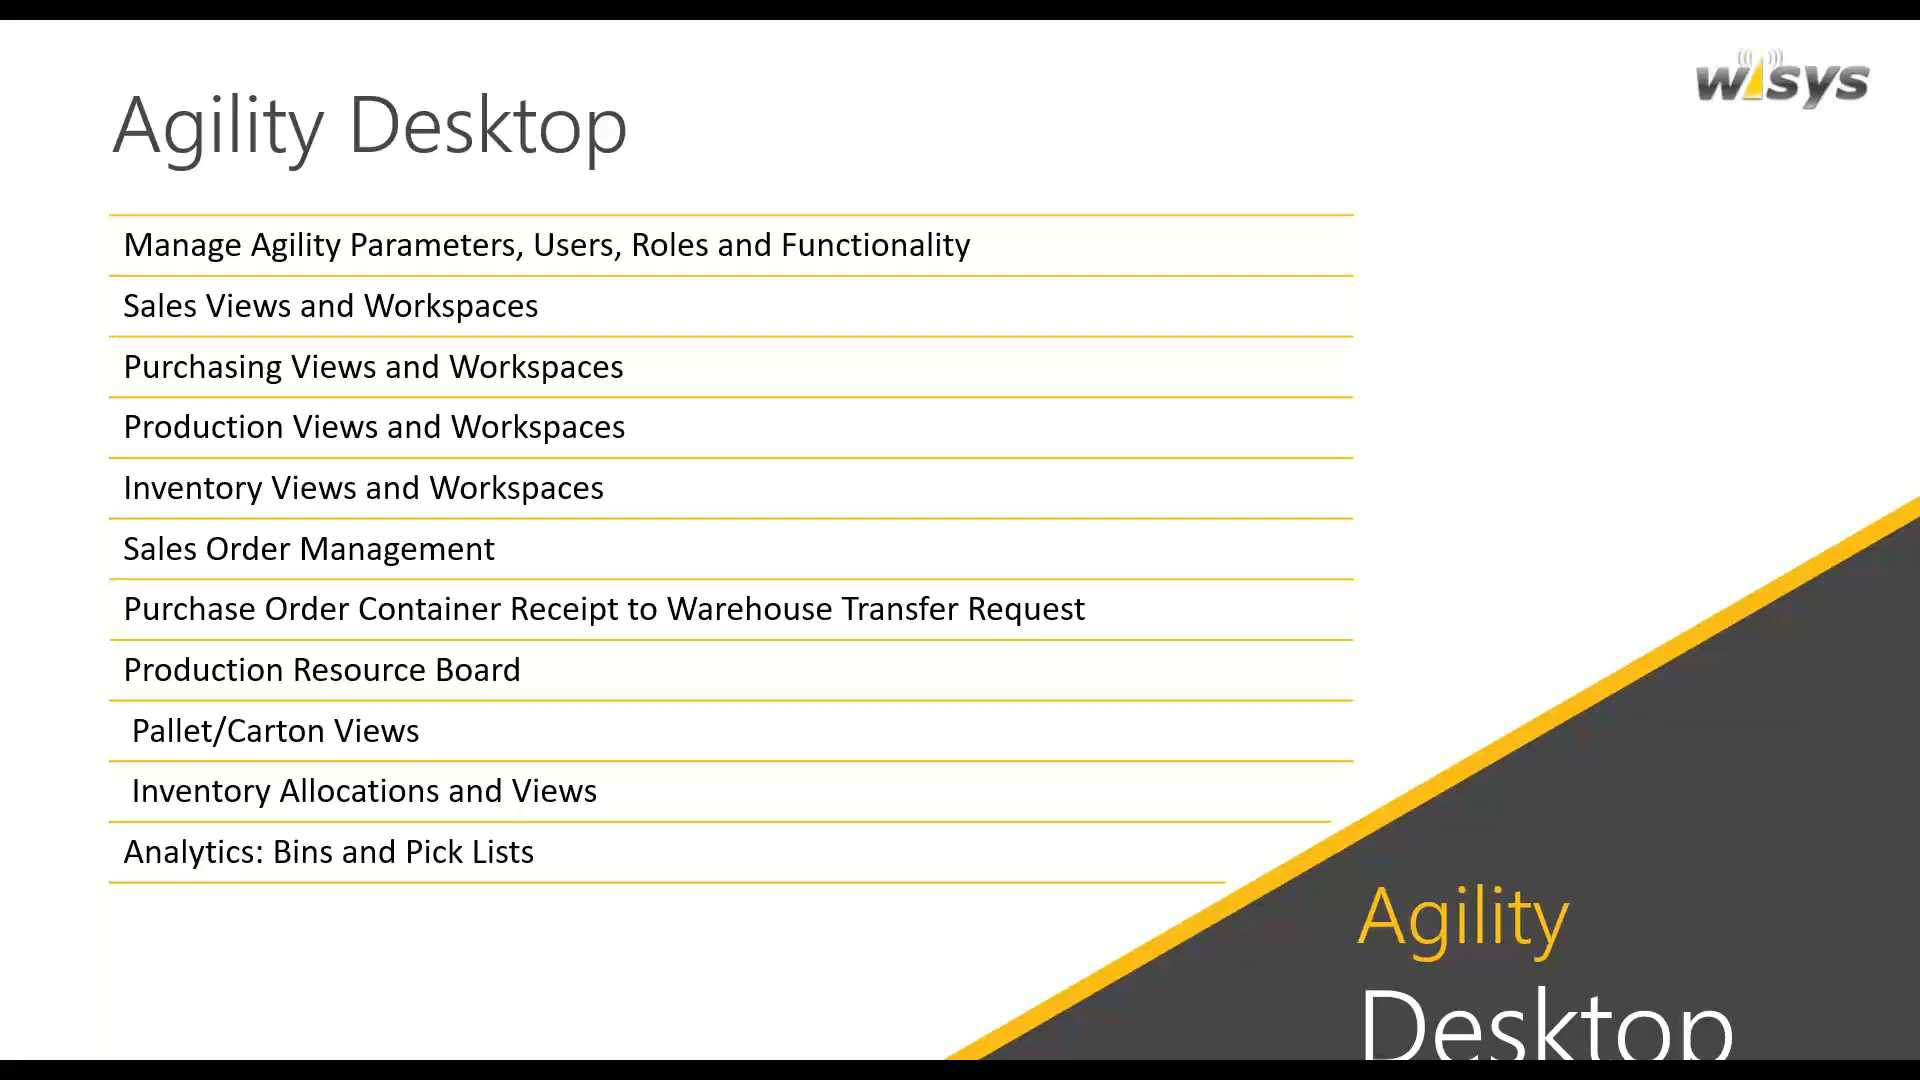 wisys
Agility Desktop
Manage Agility Parameters, Users, Roles and Functionality
Sales Views and Workspaces
Purchasing Views and Workspaces
Production Views and Workspaces
Inventory Views and Workspaces
Sales Order Management
Purchase Order Container Receipt to Warehouse Transfer Request
Production Resource Board
Pallet/Carton Views
Inventory Allocations and Views
Analytics: Bins and Pick Lists
Agility
Desktop